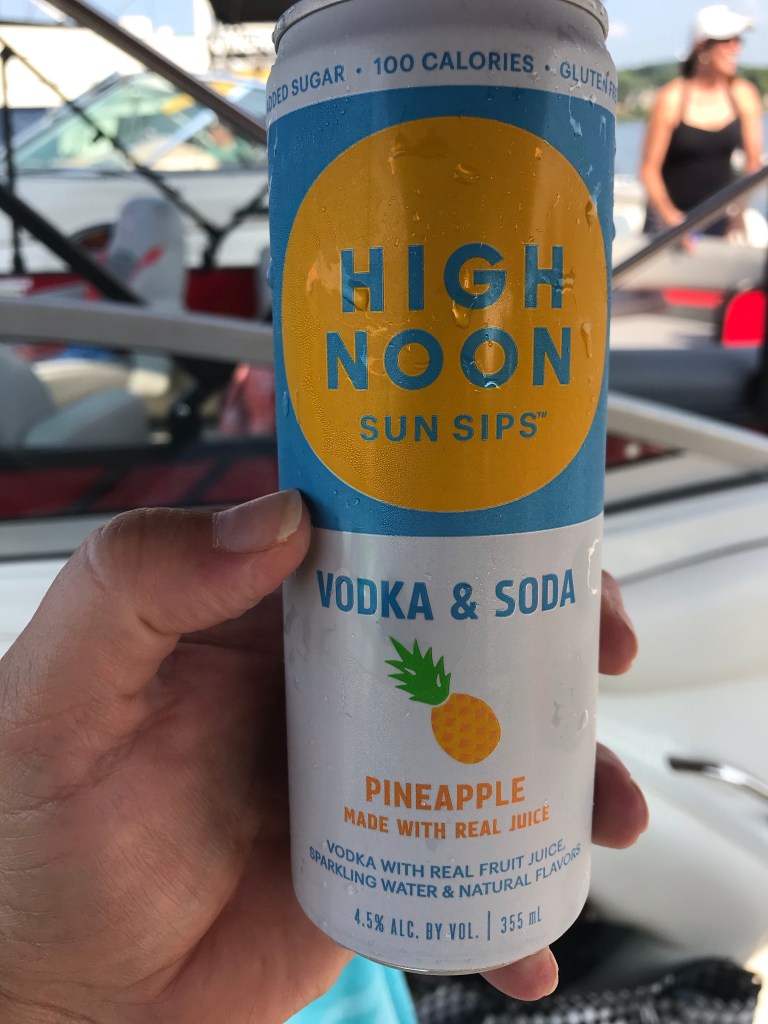 ADDED SUGAR • 100 CALORIES • GLUTEN
HIGH
NOON
SUN SIPS™
VODKA & SODA
PINEAPPLE
MADE WITH REAL JUICE
VODKA WITH REAL FRUIT JUICE,
SPARKLING WATER & NATURAL FLAVORS
4.5% ALC. BY VOL. | 355 mL